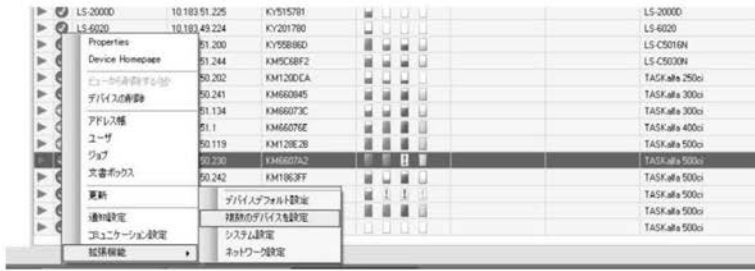 LS-2000D 10.183.51.225 KY515781 LS-2000D
LS-6020 10.183.49.224 KY201780 LS-6020
51.200 KY55B86D LS-C5016N
51.244 KM5C6BF2 LS-C5030N
50.202 KM120DCA TASKalfa 250ci
50.241 KM660845 TASKalfa 300ci
51.134 KM66073C TASKalfa 300ci
51.1 KM66076E TASKalfa 400ci
50.119 KM128E2B TASKalfa 500ci
50.230 KM6607A2 TASKalfa 500ci
50.242 KM1863FF TASKalfa 500ci
TASKalfa 500ci
TASKalfa 500ci
TASKalfa 500ci
Properties
Device Homepage
デバイスの削除
アドレス帳
ユーザ
ジョブ
文書ボックス
更新
通知設定
コミュニケーション設定
拡張機能
デバイスデフォルト設定
複数のデバイスを設定
システム設定
ネットワーク設定